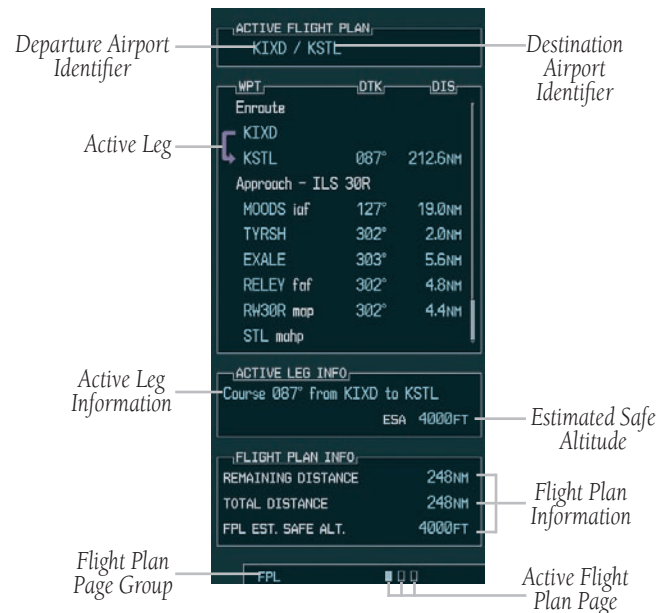 ACTIVE FLIGHT PLAN
Departure Airport
Identifier
KIXD / KSTL
Destination
Airport
Identifier
WPT DTK DIS
Enroute
Active Leg
KIXD
KSTL 087° 212.6NM
Approach - ILS 30R
MOODS iaf 127° 19.0NM
TYRSH 302° 2.0NM
EXALE 303° 5.6NM
RELEY faf 302° 4.8NM
RW30R map 302° 4.4NM
STL mahp
ACTIVE LEG INFO
Active Leg
Information
Course 087° from KIXD to KSTL
ESA 4000FT
Estimated Safe
Altitude
FLIGHT PLAN INFO
REMAINING DISTANCE 248NM
TOTAL DISTANCE 248NM
FPL EST. SAFE ALT. 4000FT
Flight Plan
Information
Flight Plan
Page Group
FPL
Active Flight
Plan Page